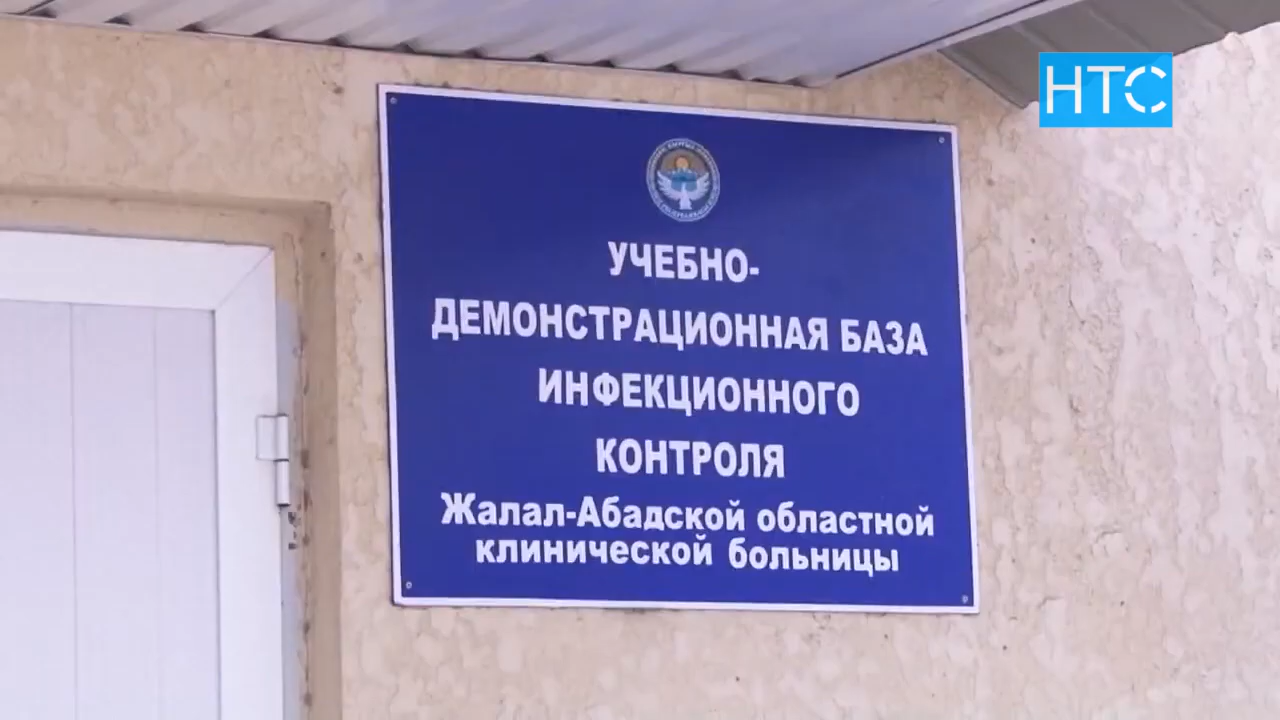 НТС
УЧЕБНО-
ДЕМОНСТРАЦИОННАЯ БАЗА
ИНФЕКЦИОННОГО
КОНТРОЛЯ
Жалал-Абадской областной
клинической больницы